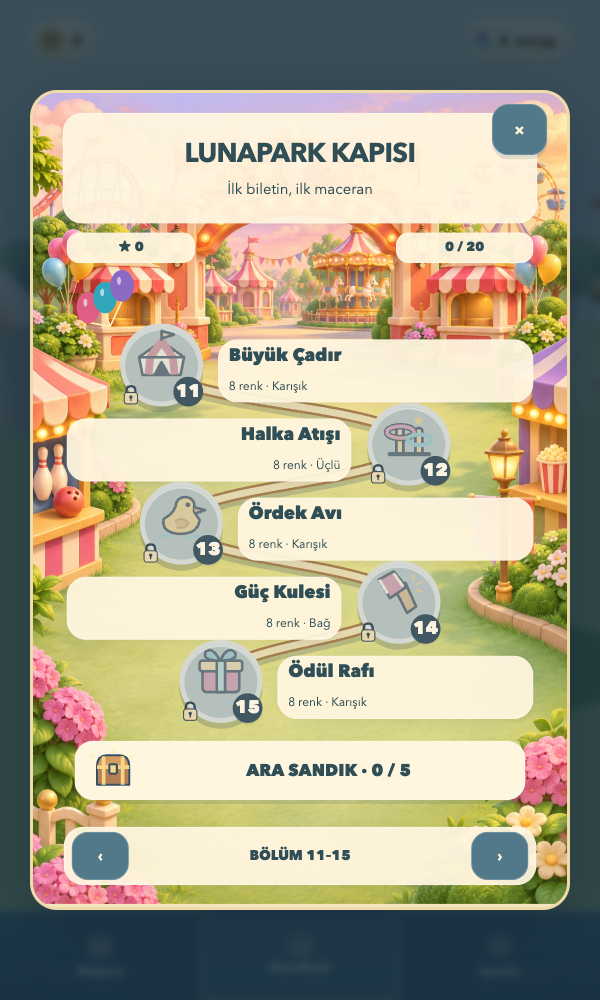 LUNAPARK KAPISI
×
İlk biletin, ilk maceran
★ 0
0 / 20
Büyük Çadır
8 renk · Karışık
11
Halka Atışı
8 renk · Üçlü
12
Ördek Avı
8 renk · Karışık
13
Güç Kulesi
8 renk · Bağ
14
Ödül Rafı
8 renk · Karışık
15
ARA SANDIK • 0 / 5
‹
BÖLÜM 11–15
›